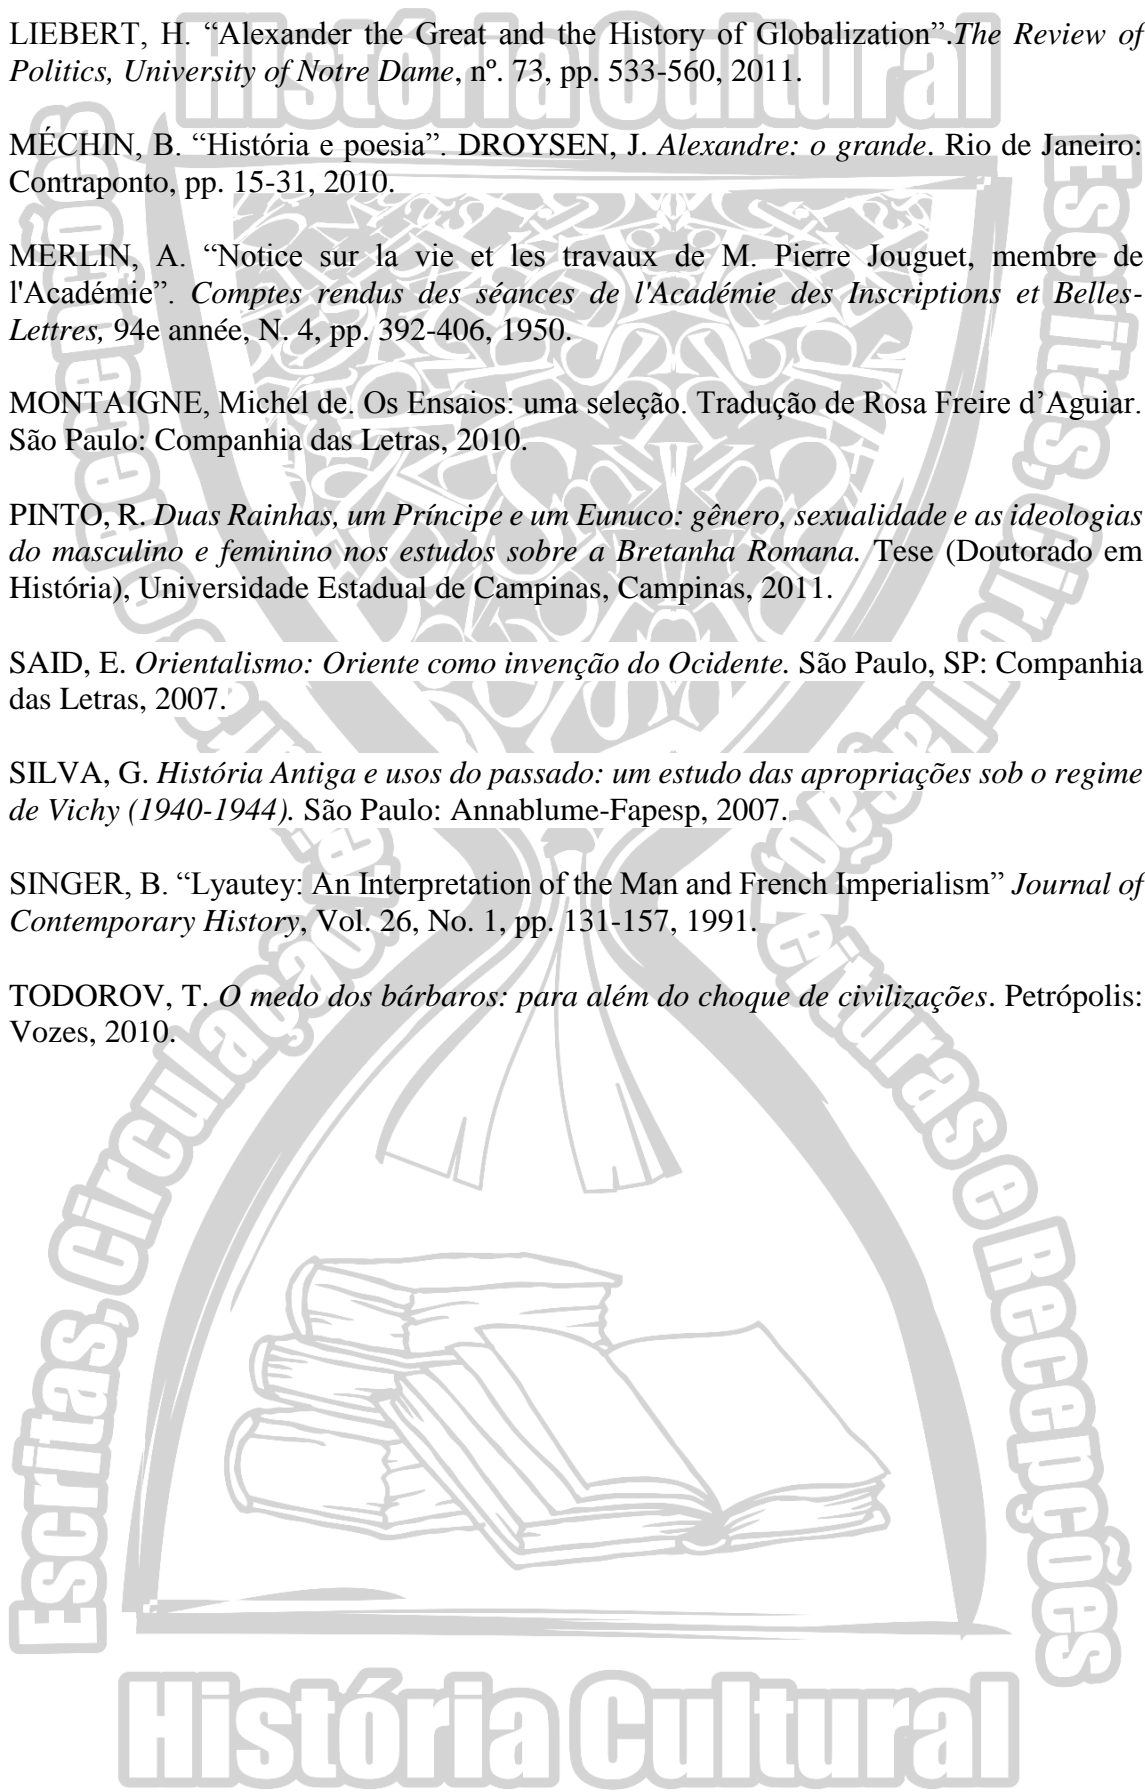 LIEBERT, H. “Alexander the Great and the History of Globalization”.The Review of
Politics, University of Notre Dame, nº. 73, pp. 533-560, 2011.
MÉCHIN, B. “História e poesia”. DROYSEN, J. Alexandre: o grande. Rio de Janeiro:
Contraponto, pp. 15-31, 2010.
MERLIN, A. “Notice sur la vie et les travaux de M. Pierre Jouguet, membre de
l'Académie”. Comptes rendus des séances de l'Académie des Inscriptions et Belles-
Lettres, 94e année, N. 4, pp. 392-406, 1950.
MONTAIGNE, Michel de. Os Ensaios: uma seleção. Tradução de Rosa Freire d’Aguiar.
São Paulo: Companhia das Letras, 2010.
PINTO, R. Duas Rainhas, um Príncipe e um Eunuco: gênero, sexualidade e as ideologias
do masculino e feminino nos estudos sobre a Bretanha Romana. Tese (Doutorado em
História), Universidade Estadual de Campinas, Campinas, 2011.
SAID, E. Orientalismo: Oriente como invenção do Ocidente. São Paulo, SP: Companhia
das Letras, 2007.
SILVA, G. História Antiga e usos do passado: um estudo das apropriações sob o regime
de Vichy (1940-1944). São Paulo: Annablume-Fapesp, 2007.
SINGER, B. “Lyautey: An Interpretation of the Man and French Imperialism” Journal of
Contemporary History, Vol. 26, No. 1, pp. 131-157, 1991.
TODOROV, T. O medo dos bárbaros: para além do choque de civilizações. Petrópolis:
Vozes, 2010.
História Cultural
Escritas, Circulação,
Leituras e Recepções
História Cultural